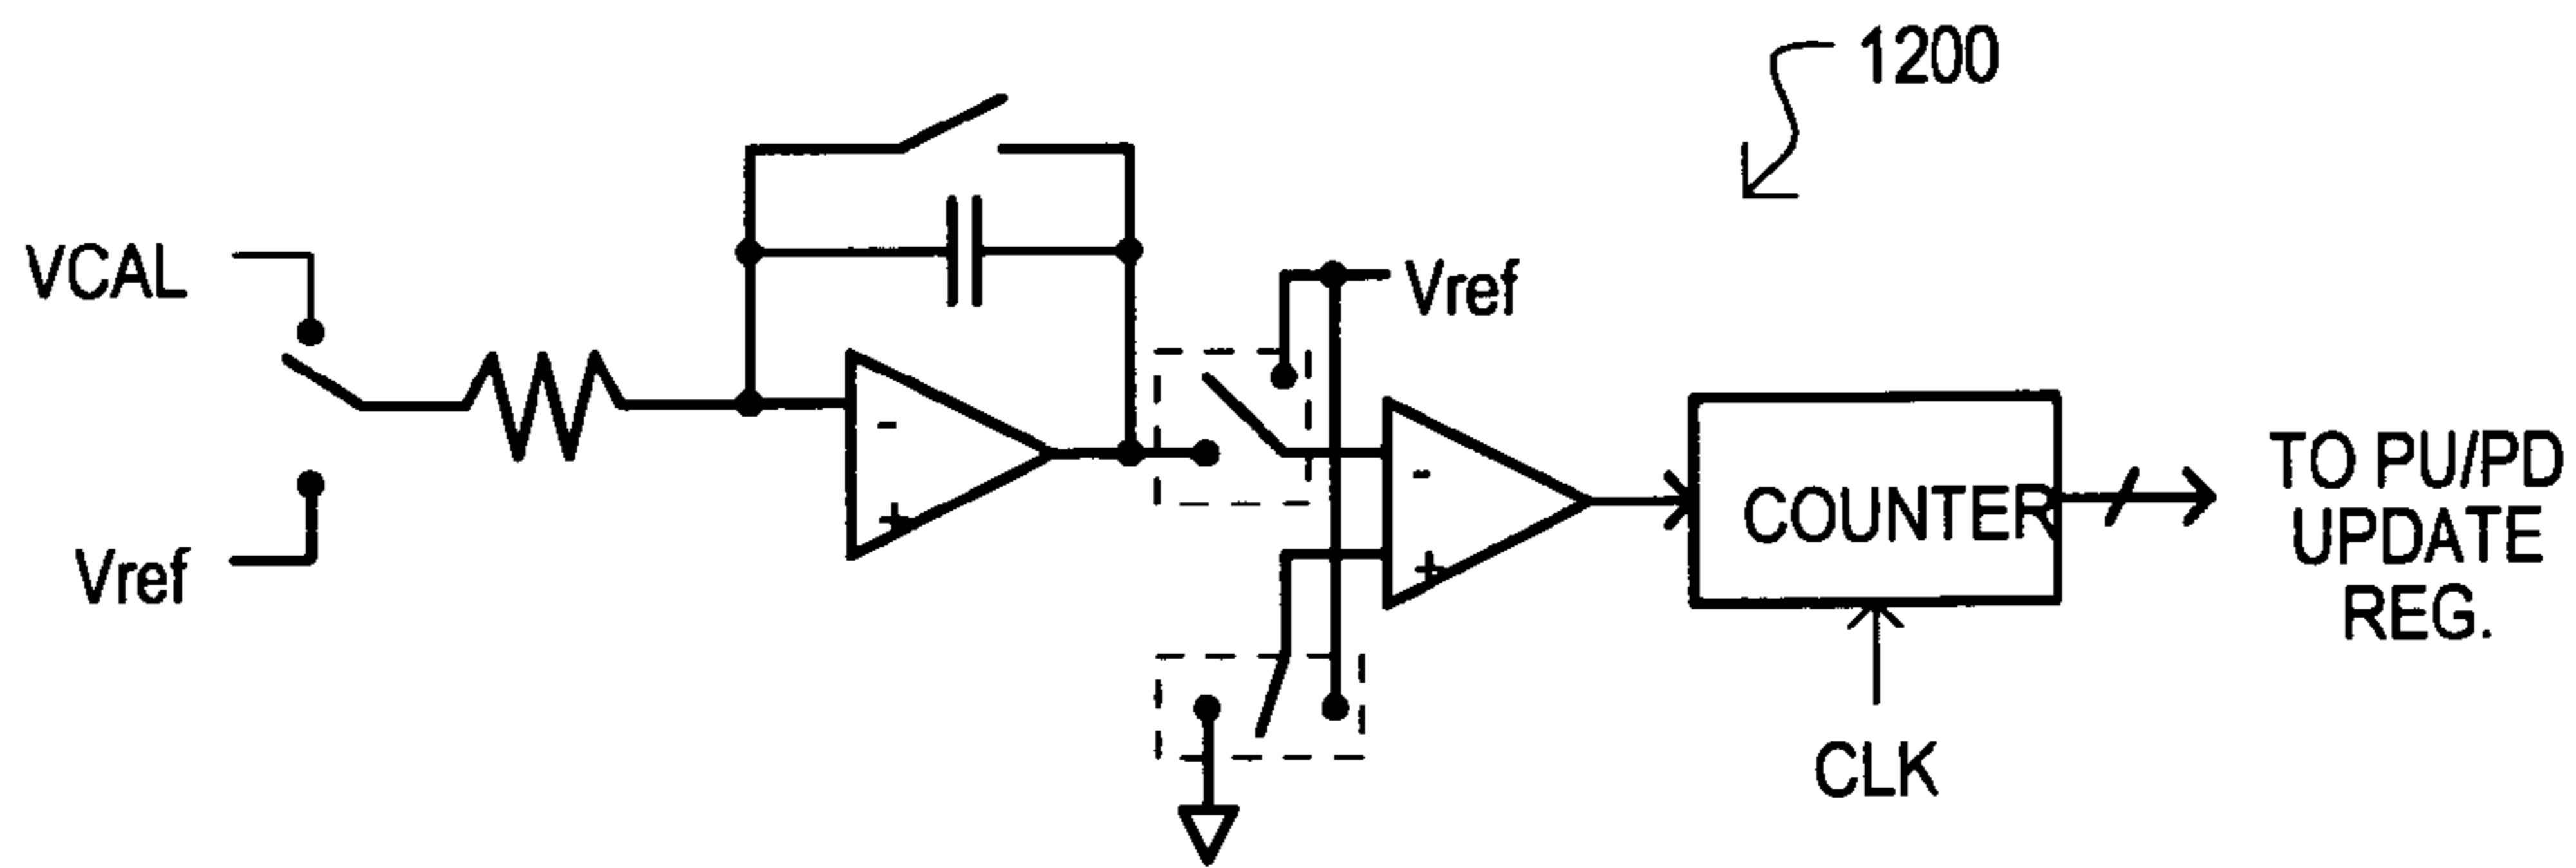 1200
VCAL
Vref
Vref
-
+
-
+
COUNTER
CLK
TO PU/PD
UPDATE
REG.